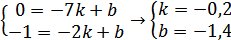 {0 = −7k + b → {k = −0,2
{−1 = −2k + b → {b = −1,4